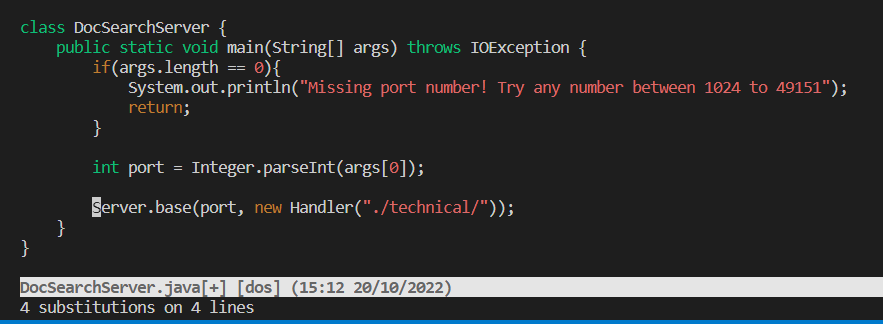 class DocSearchServer {
    public static void main(String[] args) throws IOException {
        if(args.length == 0){
            System.out.println("Missing port number! Try any number between 1024 to 49151");
            return;
        }

        int port = Integer.parseInt(args[0]);

        Server.base(port, new Handler("./technical/"));
    }
}
DocSearchServer.java[+] [dos] (15:12 20/10/2022)
4 substitutions on 4 lines